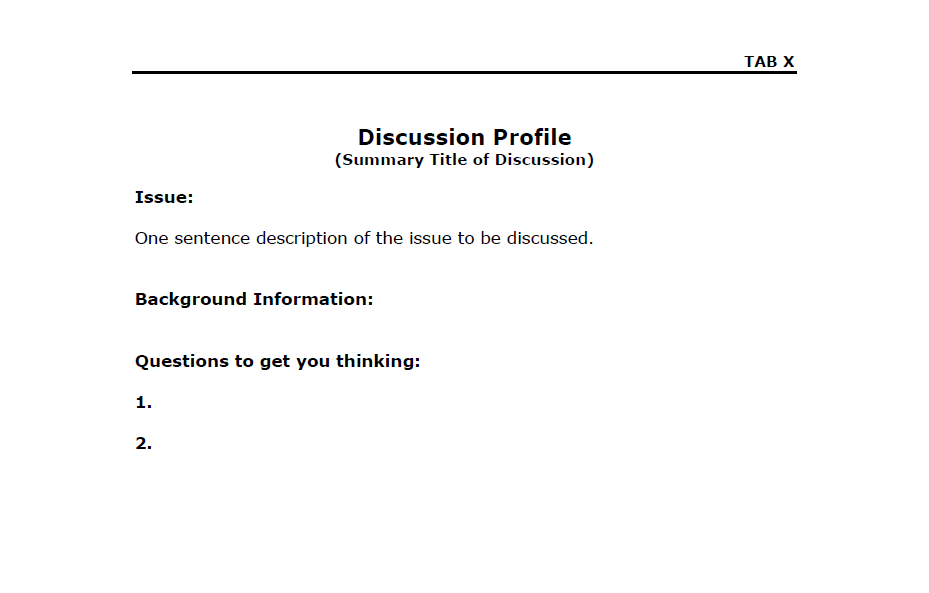 TAB X
Discussion Profile
(Summary Title of Discussion)
Issue:
One sentence description of the issue to be discussed.
Background Information:
Questions to get you thinking:
1.
2.